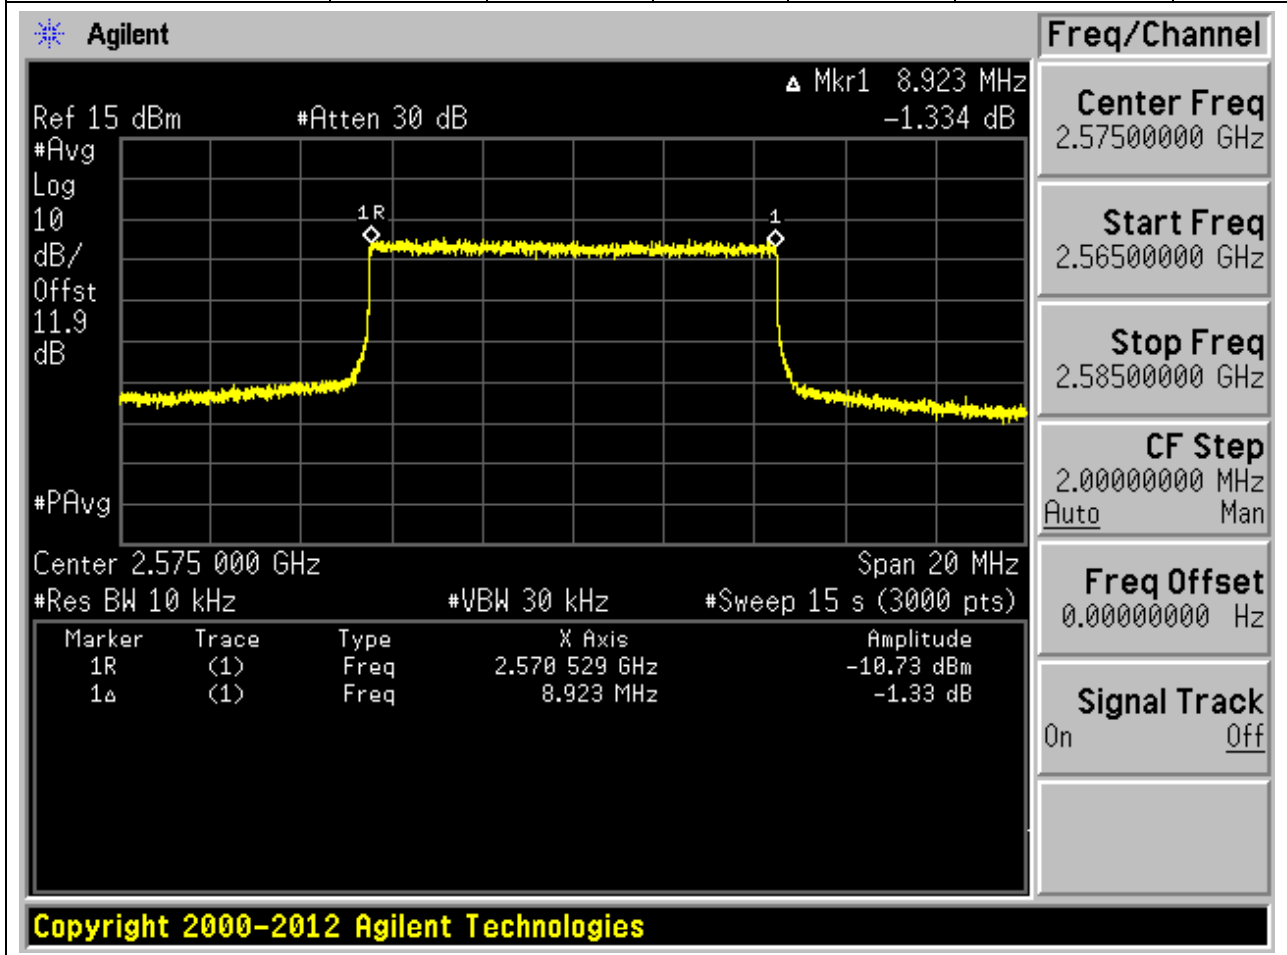 Agilent
Freq/Channel
Δ Mkr1 8.923 MHz
Ref 15 dBm #Atten 30 dB -1.334 dB
#Avg
Log
10
dB/
Offst
11.9
dB
1R
1
#PAvg
Center 2.575 000 GHz Span 20 MHz
#Res BW 10 kHz #VBW 30 kHz #Sweep 15 s (3000 pts)
Marker Trace Type X Axis Amplitude
1R (1) Freq 2.570 529 GHz -10.73 dBm
1Δ (1) Freq 8.923 MHz -1.33 dB
Center Freq
2.57500000 GHz
Start Freq
2.56500000 GHz
Stop Freq
2.58500000 GHz
CF Step
2.00000000 MHz
Auto Man
Freq Offset
0.00000000 Hz
Signal Track
On Off
Copyright 2000-2012 Agilent Technologies